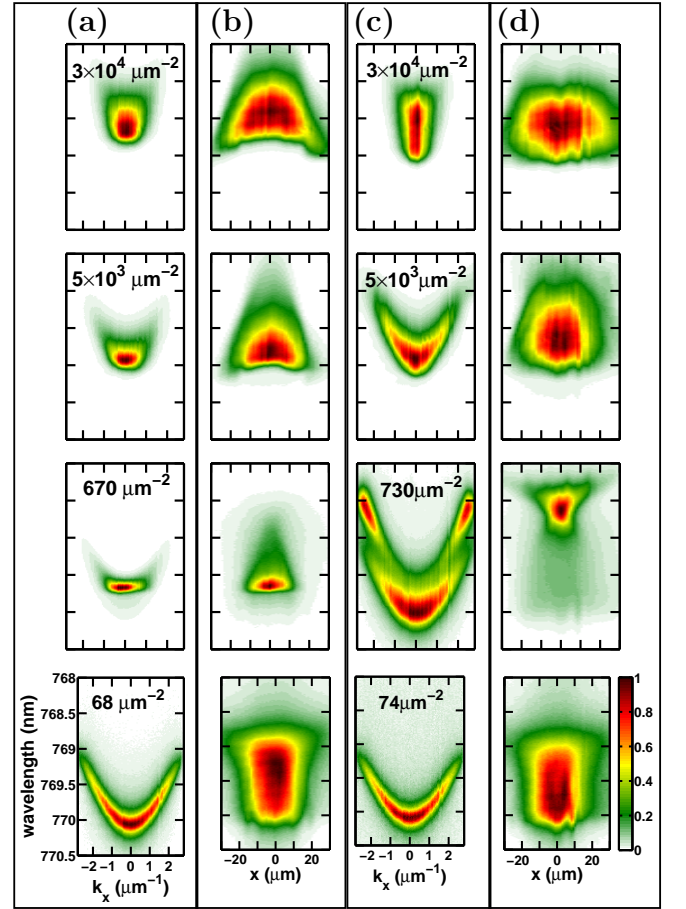 (a) (b) (c) (d)
3×10⁴ μm⁻² 3×10⁴ μm⁻²
5×10³ μm⁻² 5×10³ μm⁻²
670 μm⁻² 730μm⁻²
68 μm⁻² 74μm⁻²
wavelength (nm)
768
768.5
769
769.5
770
770.5
1
0.8
0.6
0.4
0.2
0
−2 −1 0 1 2 −20 0 20 −2 −1 0 1 2 −20 0 20
kₓ (μm⁻¹) x (μm) kₓ (μm⁻¹) x (μm)